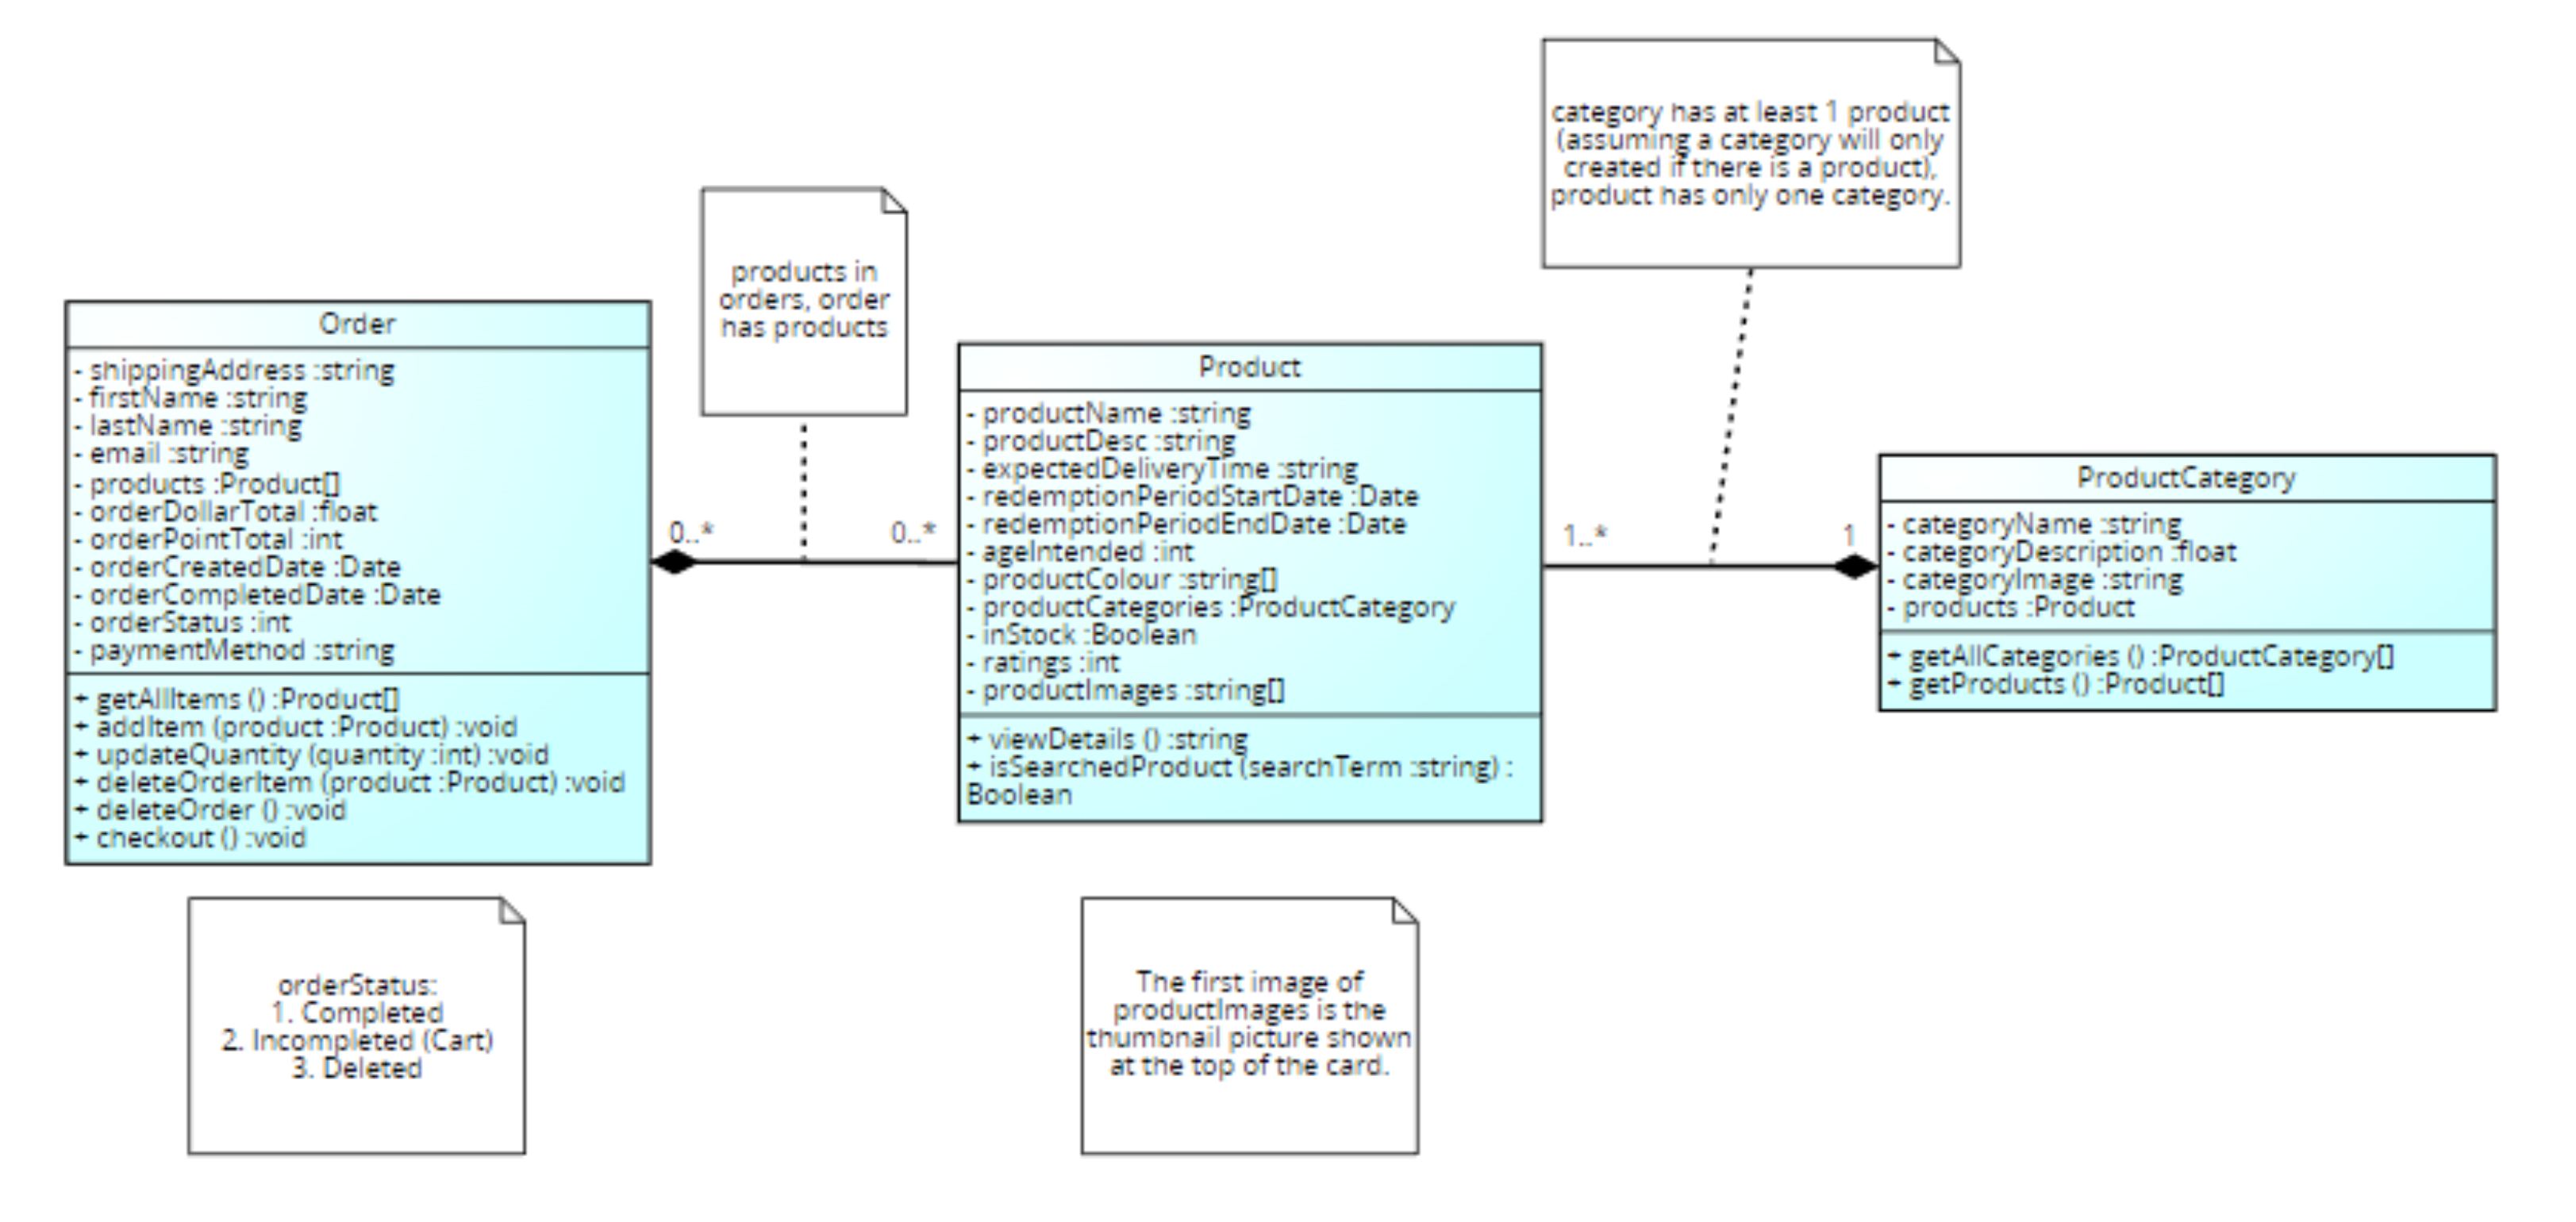 category has at least 1 product
(assuming a category will only
created if there is a product),
product has only one category.
products in
orders, order
has products
Order
- shippingAddress :string
- firstName :string
- lastName :string
- email :string
- products :Product[]
- orderDollarTotal :float
- orderPointTotal :int
- orderCreatedDate :Date
- orderCompletedDate :Date
- orderStatus :int
- paymentMethod :string
+ getAllItems () :Product[]
+ addItem (product :Product) :void
+ updateQuantity (quantity :int) :void
+ deleteOrderItem (product :Product) :void
+ deleteOrder () :void
+ checkout () :void
0..*
0..*
Product
- productName :string
- productDesc :string
- expectedDeliveryTime :string
- redemptionPeriodStartDate :Date
- redemptionPeriodEndDate :Date
- ageIntended :int
- productColour :string[]
- productCategories :ProductCategory
- inStock :Boolean
- ratings :int
- productImages :string[]
+ viewDetails () :string
+ isSearchedProduct (searchTerm :string) :
Boolean
1..*
1
ProductCategory
- categoryName :string
- categoryDescription :float
- categoryImage :string
- products :Product
+ getAllCategories () :ProductCategory[]
+ getProducts () :Product[]
orderStatus:
1. Completed
2. Incompleted (Cart)
3. Deleted
The first image of
productImages is the
thumbnail picture shown
at the top of the card.